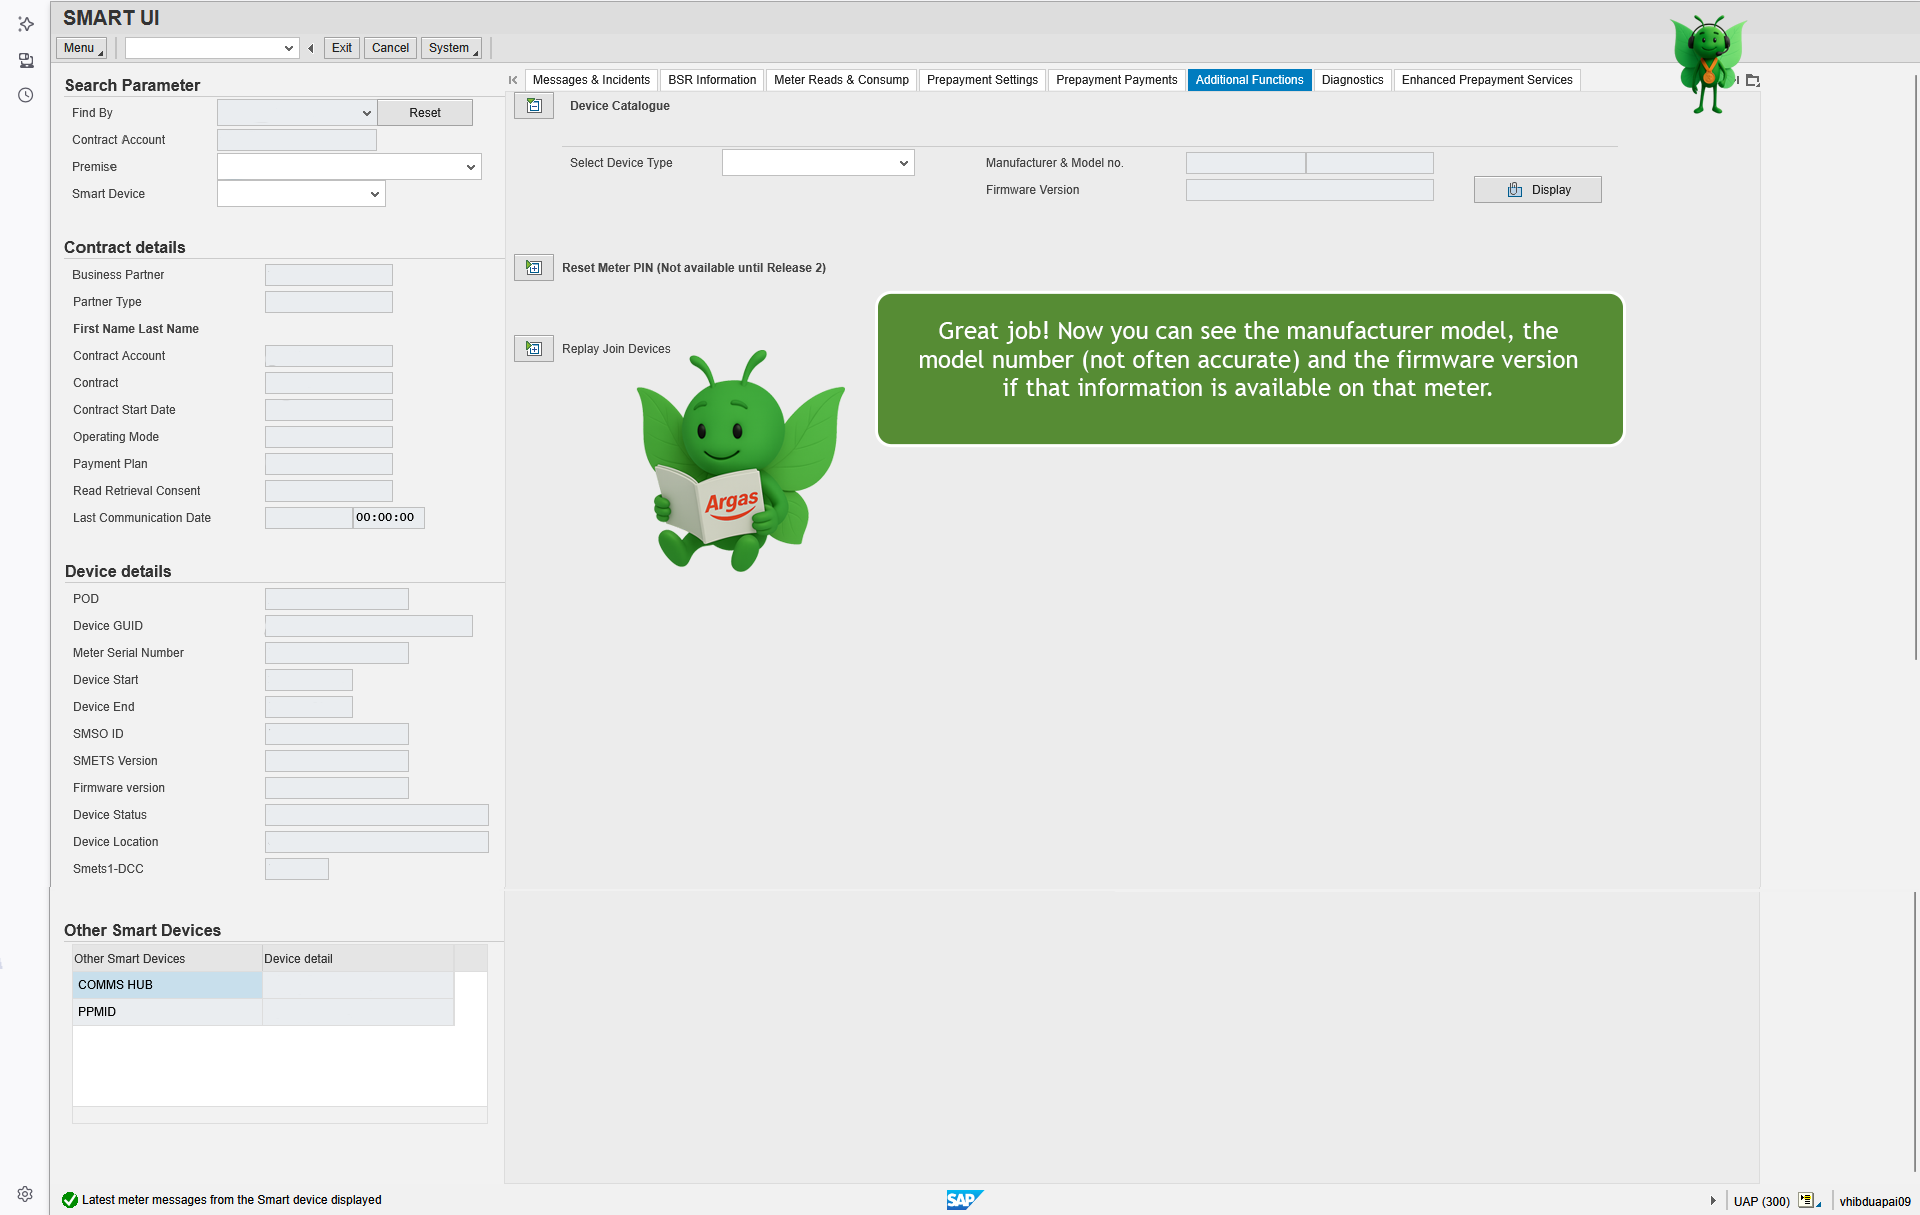 SMART UI
Menu
Exit
Cancel
System
Search Parameter
Find By
Reset
Contract Account
Premise
Smart Device
Contract details
Business Partner
Partner Type
First Name Last Name
Contract Account
Contract
Contract Start Date
Operating Mode
Payment Plan
Read Retrieval Consent
Last Communication Date
00:00:00
Device details
POD
Device GUID
Meter Serial Number
Device Start
Device End
SMSO ID
SMETS Version
Firmware version
Device Status
Device Location
Smets1-DCC
Other Smart Devices
Other Smart Devices
Device detail
COMMS HUB
PPMID
Messages & Incidents
BSR Information
Meter Reads & Consump
Prepayment Settings
Prepayment Payments
Additional Functions
Diagnostics
Enhanced Prepayment Services
Device Catalogue
Select Device Type
Manufacturer & Model no.
Firmware Version
Display
Reset Meter PIN (Not available until Release 2)
Replay Join Devices
Great job! Now you can see the manufacturer model, the
model number (not often accurate) and the firmware version
if that information is available on that meter.
Argas
Latest meter messages from the Smart device displayed
SAP
UAP (300)
vhibduapai09